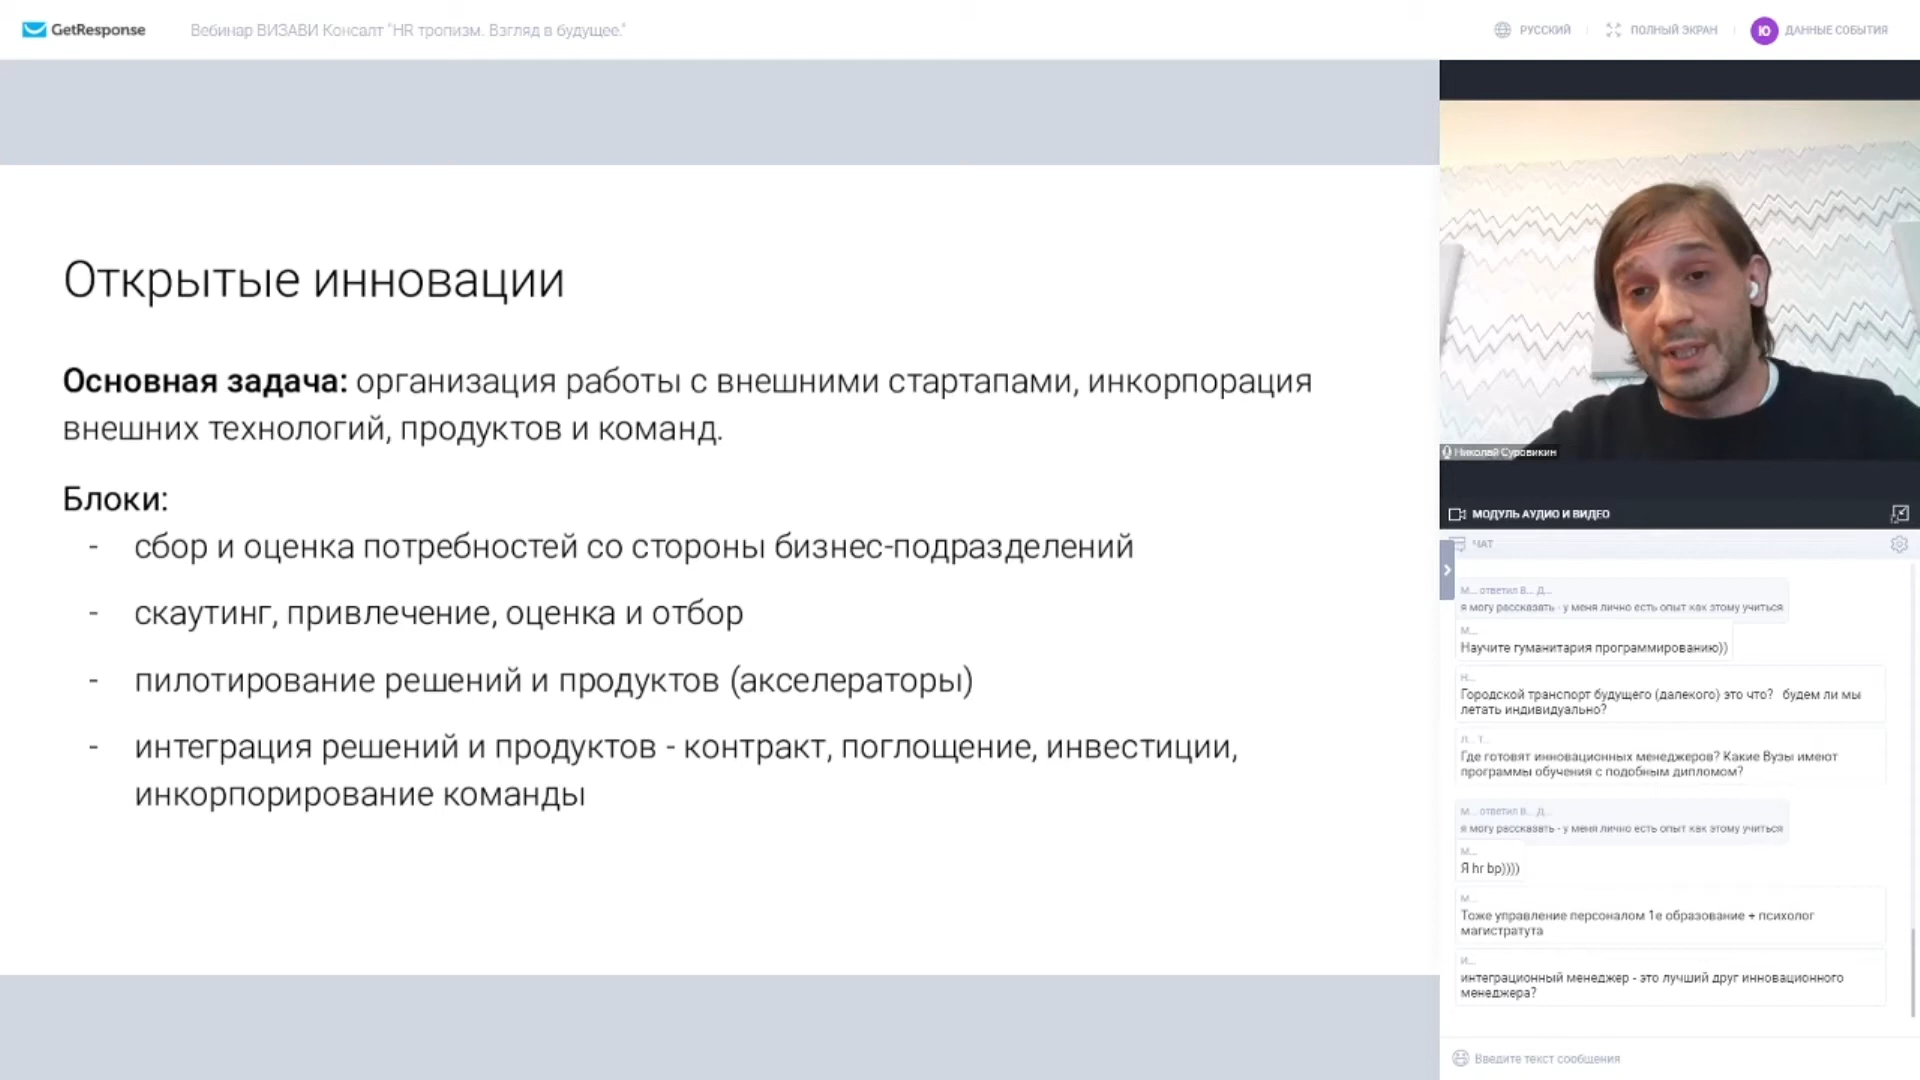 GetResponse
Вебинар ВИЗАВИ Консалт "HR тропизм. Взгляд в будущее."
РУССКИЙ
ПОЛНЫЙ ЭКРАН
Ю
ДАННЫЕ СОБЫТИЯ
Открытые инновации
Основная задача: организация работы с внешними стартапами, инкорпорация
внешних технологий, продуктов и команд.
Блоки:
- сбор и оценка потребностей со стороны бизнес-подразделений
- скаутинг, привлечение, оценка и отбор
- пилотирование решений и продуктов (акселераторы)
- интеграция решений и продуктов - контракт, поглощение, инвестиции,
инкорпорирование команды
Николай Суровикин
МОДУЛЬ АУДИО И ВИДЕО
ЧАТ
М... ответил В... Д...
я могу рассказать - у меня лично есть опыт как этому учиться
М...
Научите гуманитария программированию))
Н...
Городской транспорт будущего (далекого) это что? будем ли мы
летать индивидуально?
Л... Т...
Где готовят инновационных менеджеров? Какие Вузы имеют
программы обучения с подобным дипломом?
М... ответил В... Д...
я могу рассказать - у меня лично есть опыт как этому учиться
М...
Я hr bp))))
М...
Тоже управление персоналом 1е образование + психолог
магистратута
И...
интеграционный менеджер - это лучший друг инновационного
менеджера?
Введите текст сообщения